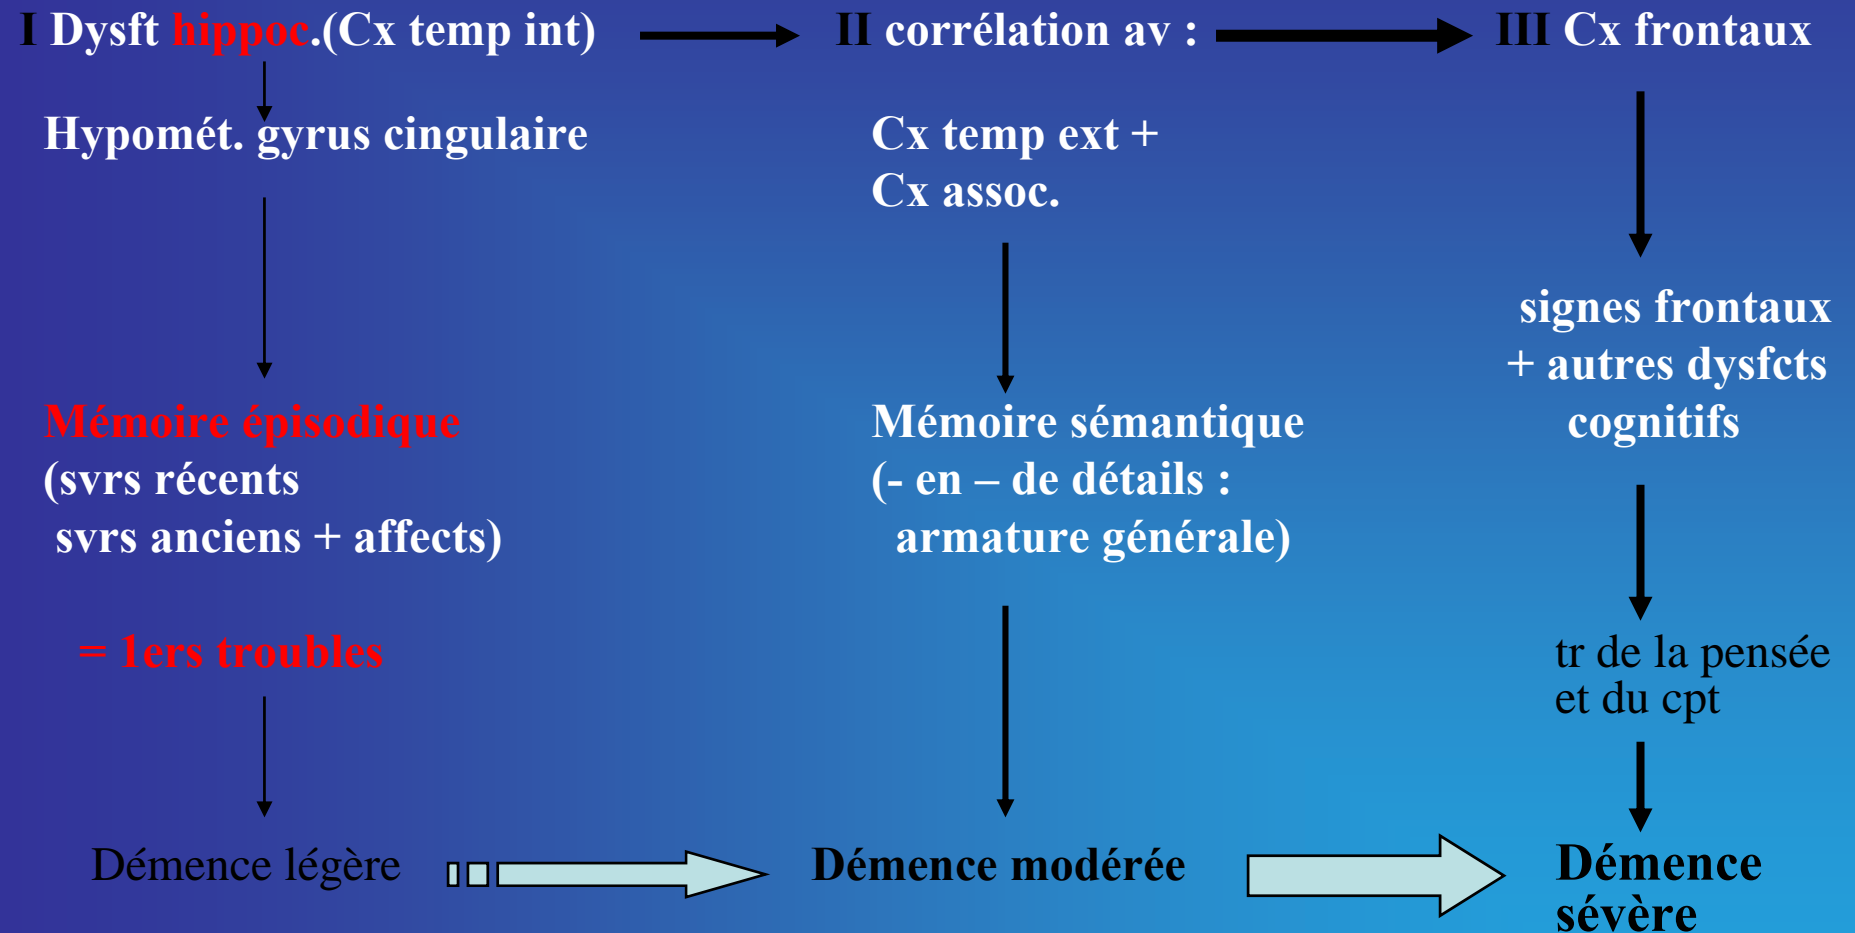 I Dysft hippoc.(Cx temp int)
Hypomét. gyrus cingulaire
Mémoire épisodique
(svrs récents
svrs anciens + affects)
= 1ers troubles
Démence légère
II corrélation av :
Cx temp ext +
Cx assoc.
Mémoire sémantique
(- en – de détails :
armature générale)
Démence modérée
III Cx frontaux
signes frontaux
+ autres dysfcts
cognitifs
tr de la pensée
et du cpt
Démence
sévère